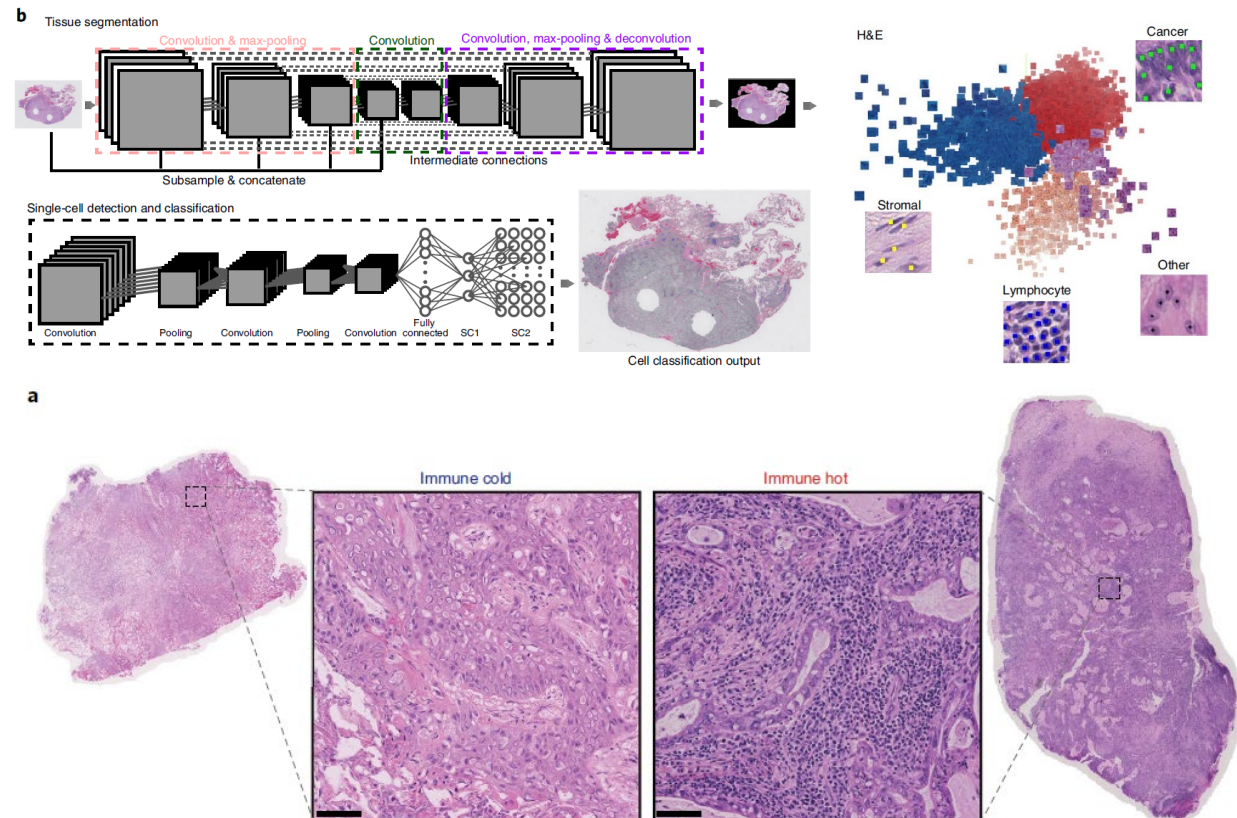 b
Tissue segmentation
Convolution & max-pooling
Convolution
Convolution, max-pooling & deconvolution
Intermediate connections
Subsample & concatenate
H&E
Cancer
Stromal
Lymphocyte
Other
Single-cell detection and classification
Convolution
Pooling
Convolution
Pooling
Convolution
Fully
connected
SC1
SC2
Cell classification output
a
Immune cold
Immune hot